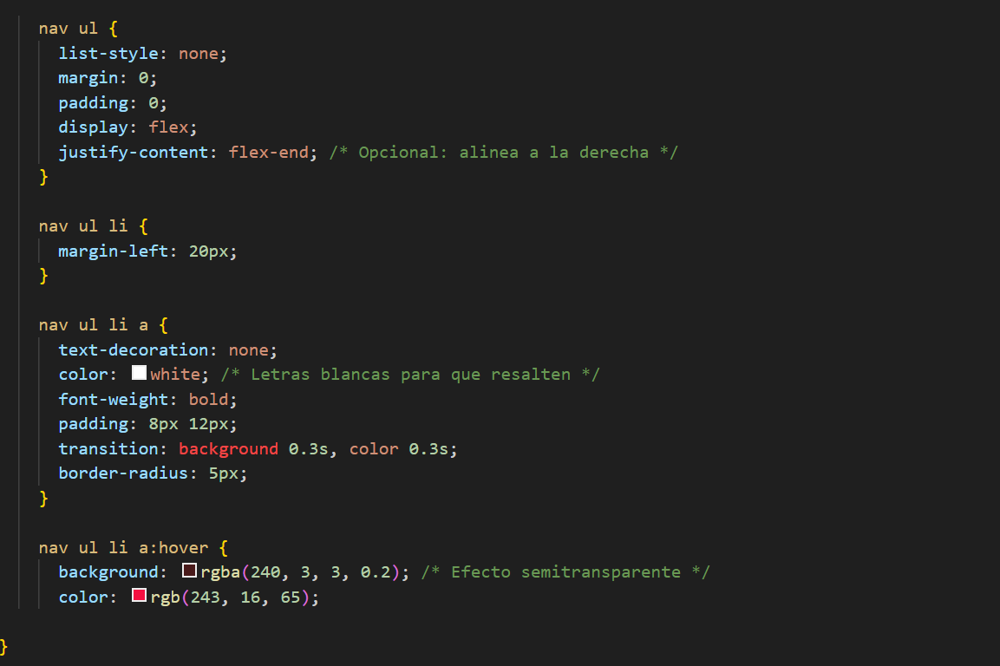 nav ul {
list-style: none;
margin: 0;
padding: 0;
display: flex;
justify-content: flex-end; /* Opcional: alinea a la derecha */
}
nav ul li {
margin-left: 20px;
}
nav ul li a {
text-decoration: none;
color: white; /* Letras blancas para que resalten */
font-weight: bold;
padding: 8px 12px;
transition: background 0.3s, color 0.3s;
border-radius: 5px;
}
nav ul li a:hover {
background: rgba(240, 3, 3, 0.2); /* Efecto semitransparente */
color: rgb(243, 16, 65);
}